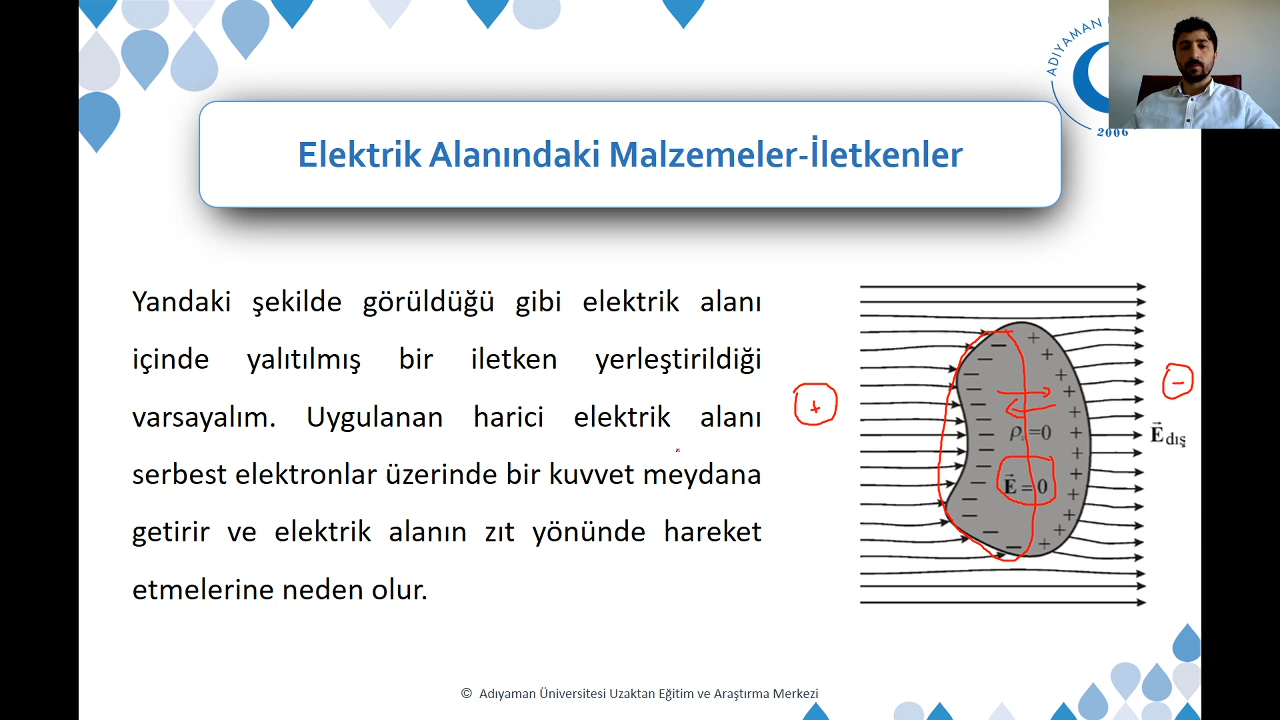 ADIYAMAN
2006
Elektrik Alanındaki Malzemeler-İletkenler
Yandaki şekilde görüldüğü gibi elektrik alanı
içinde yalıtılmış bir iletken yerleştirildiği
varsayalım. Uygulanan harici elektrik alanı
serbest elektronlar üzerinde bir kuvvet meydana
getirir ve elektrik alanın zıt yönünde hareket
etmelerine neden olur.
+
−
=0
E⃗ = 0
E⃗ dış
© Adıyaman Üniversitesi Uzaktan Eğitim ve Araştırma Merkezi